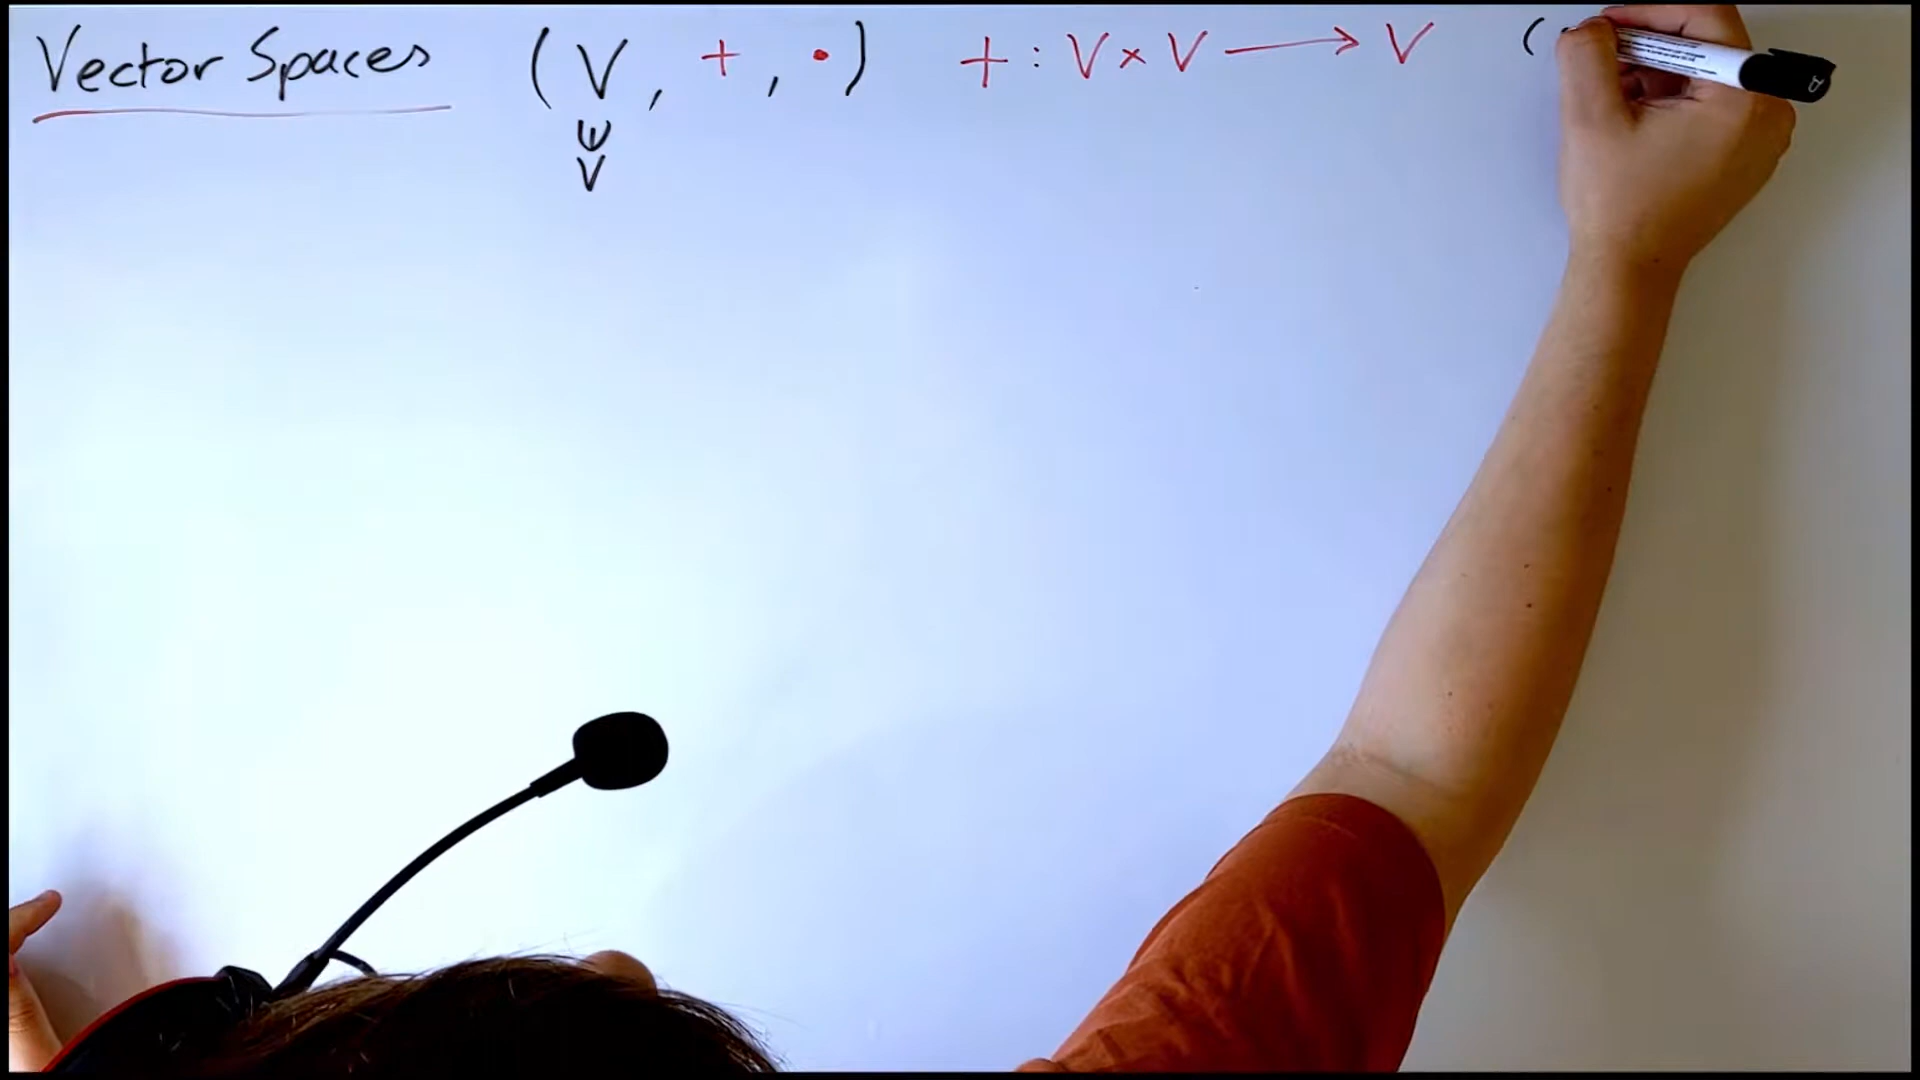 Vector Spaces (V, +, ·) + : V × V ⟶ V (
ψ
V